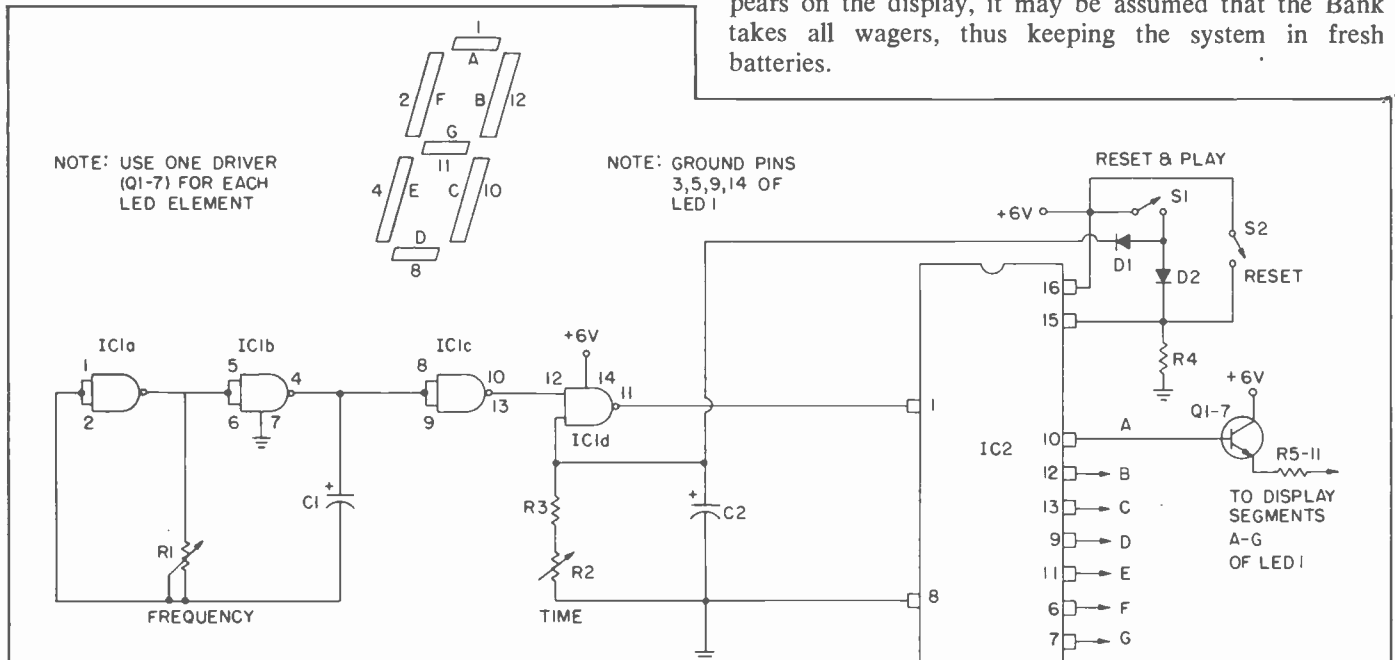 pears on the display, it may be assumed that the Bank
takes all wagers, thus keeping the system in fresh
batteries.
1
A
2
F
B
12
G
11
4
E
C
10
D
8
NOTE: USE ONE DRIVER
(Q1-7) FOR EACH
LED ELEMENT
NOTE: GROUND PINS
3,5,9,14 OF
LED 1
RESET & PLAY
+6V
S1
S2
D1
D2
RESET
16
15
R4
IC1a
1
2
IC1b
5
4
6
7
IC1c
8
10
9
13
+6V
12
14
11
IC1d
1
IC2
+6V
Q1-7
10
A
R5-11
12
B
TO DISPLAY
SEGMENTS
A-G
OF LED 1
13
C
9
D
11
E
6
F
7
G
C1
+
R1
FREQUENCY
R3
R2
TIME
+
C2
8